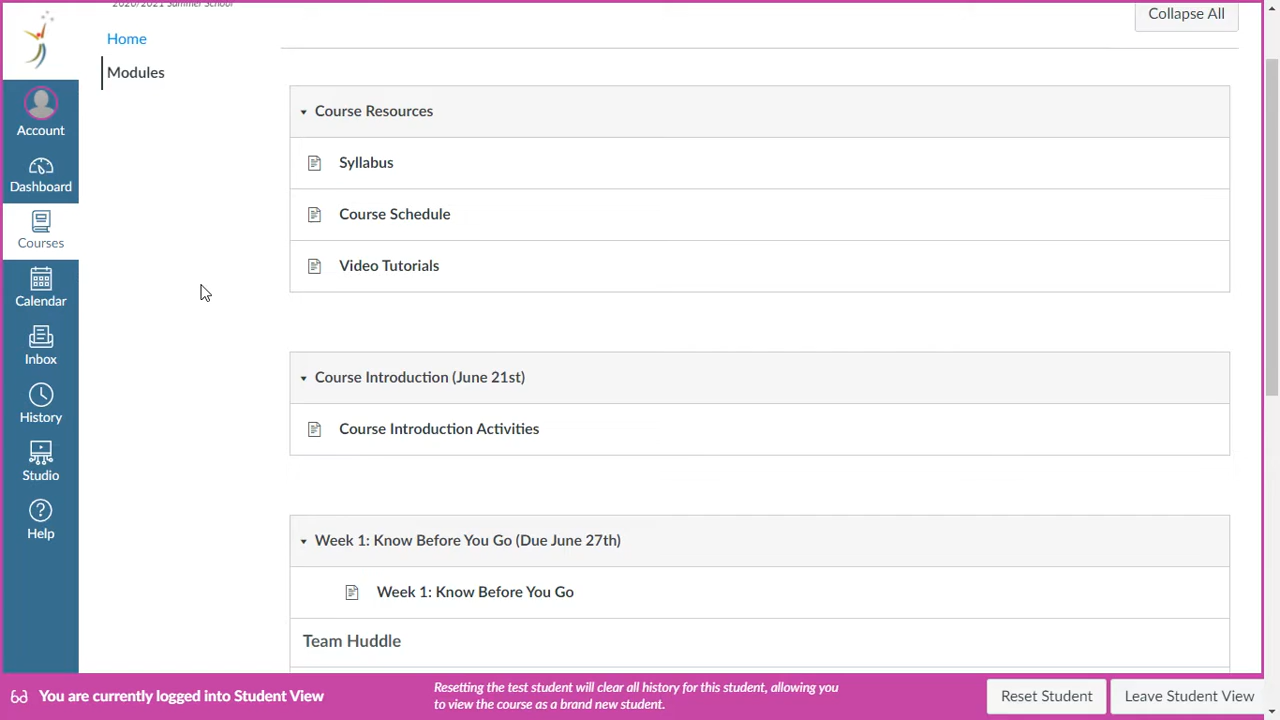 2020/2021 Summer School
Collapse All
Home
Modules
Course Resources
Account
Syllabus
Dashboard
Course Schedule
Courses
Video Tutorials
Calendar
Inbox
Course Introduction (June 21st)
History
Course Introduction Activities
Studio
Help
Week 1: Know Before You Go (Due June 27th)
Week 1: Know Before You Go
Team Huddle
You are currently logged into Student View
Resetting the test student will clear all history for this student, allowing you
to view the course as a brand new student.
Reset Student
Leave Student View